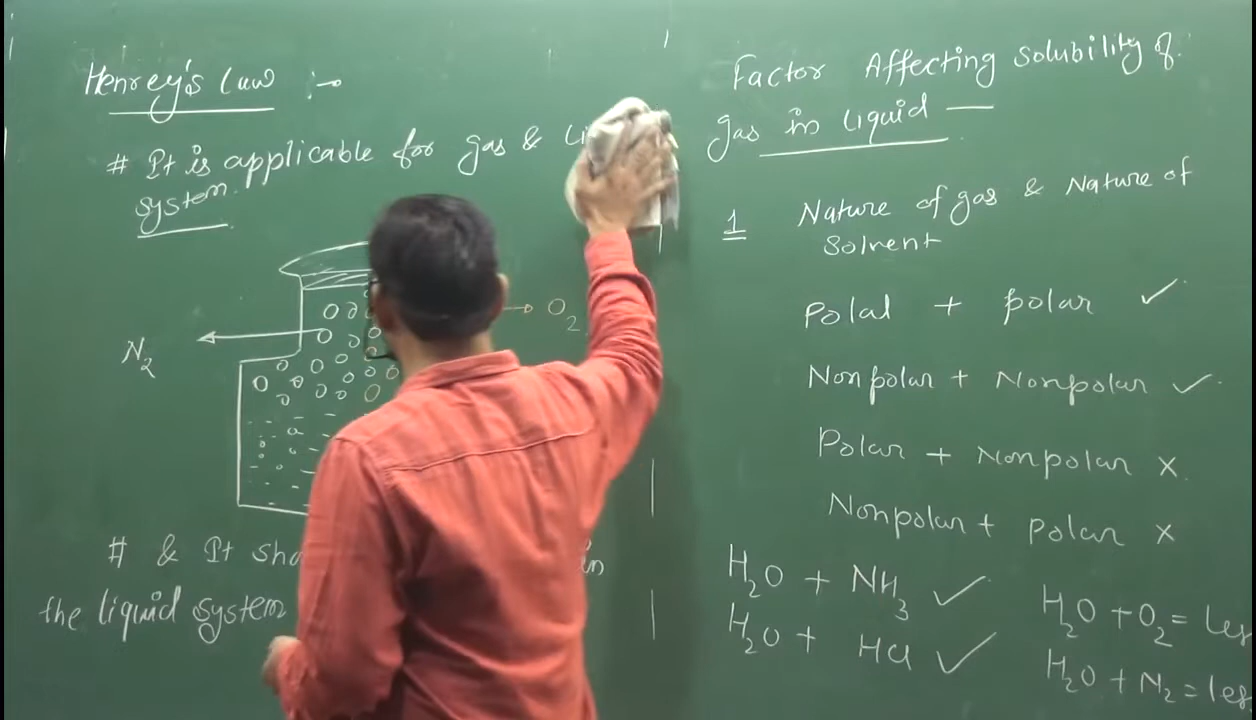 Henrey's Law :-
# It is applicable for gas & Li
system.
N2
O2
# & It sho
in
the liquid system
Factor Affecting Solubility of
gas in liquid —
1 Nature of gas & Nature of
Solvent
Polal + polar ✓
Nonpolar + Nonpolar ✓
Polar + Nonpolar ×
Nonpolar + polar ×
H2O + NH3 ✓
H2O + HCl ✓
H2O + O2 = Les
H2O + N2 = les